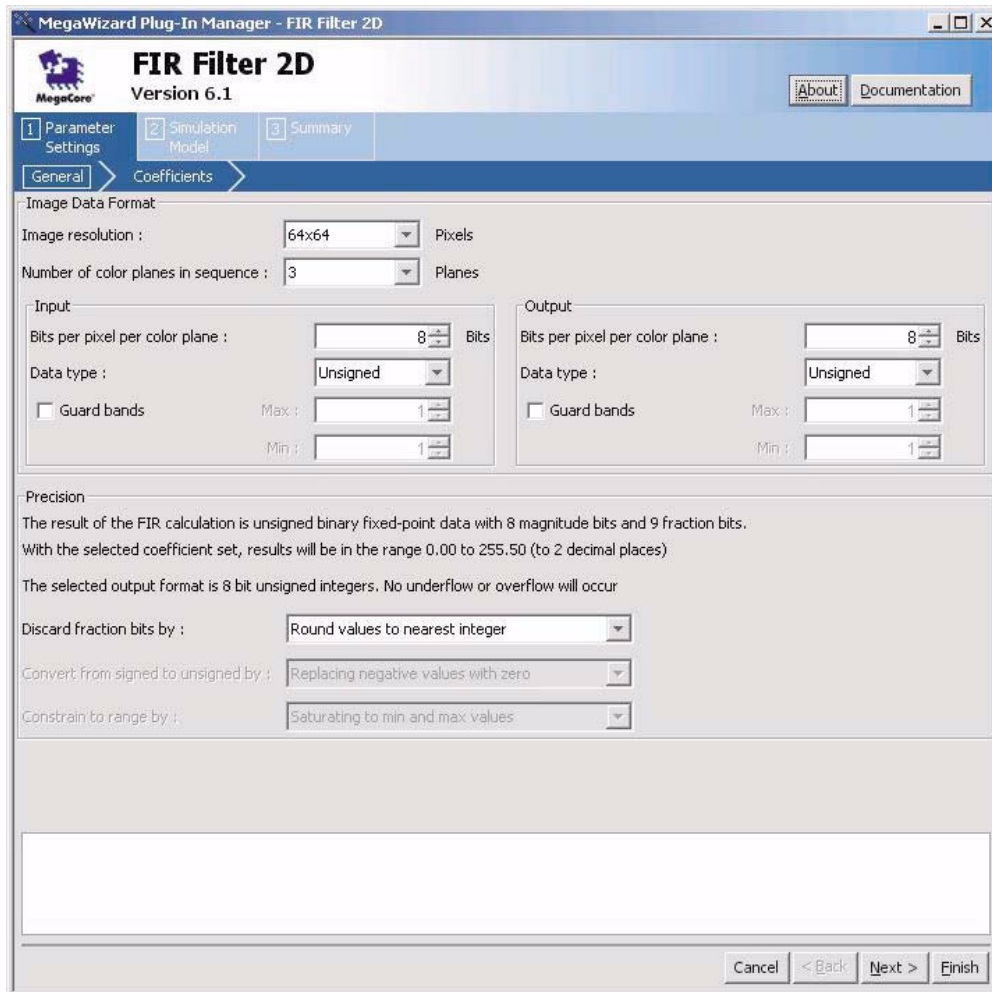 MegaWizard Plug-In Manager - FIR Filter 2D
MegaCore®
FIR Filter 2D
Version 6.1
About
Documentation
1 Parameter Settings
2 Simulation Model
3 Summary
General
Coefficients
Image Data Format
Image resolution :
64x64
Pixels
Number of color planes in sequence :
3
Planes
Input
Bits per pixel per color plane :
8
Bits
Data type :
Unsigned
Guard bands
Max :
1
Min :
1
Output
Bits per pixel per color plane :
8
Bits
Data type :
Unsigned
Guard bands
Max :
1
Min :
1
Precision
The result of the FIR calculation is unsigned binary fixed-point data with 8 magnitude bits and 9 fraction bits.
With the selected coefficient set, results will be in the range 0.00 to 255.50 (to 2 decimal places)
The selected output format is 8 bit unsigned integers. No underflow or overflow will occur
Discard fraction bits by :
Round values to nearest integer
Convert from signed to unsigned by :
Replacing negative values with zero
Constrain to range by :
Saturating to min and max values
Cancel
< Back
Next >
Finish